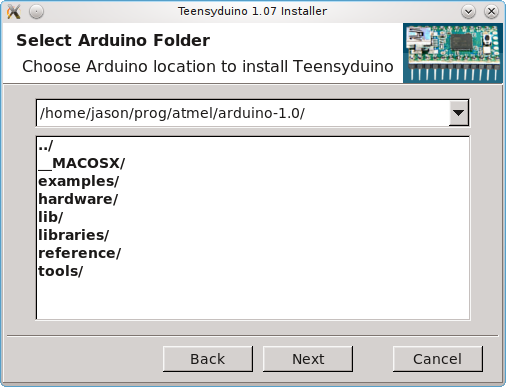 Teensyduino 1.07 Installer
Select Arduino Folder
Choose Arduino location to install Teensyduino
/home/jason/prog/atmel/arduino-1.0/
../
__MACOSX/
examples/
hardware/
lib/
libraries/
reference/
tools/
Back Next Cancel